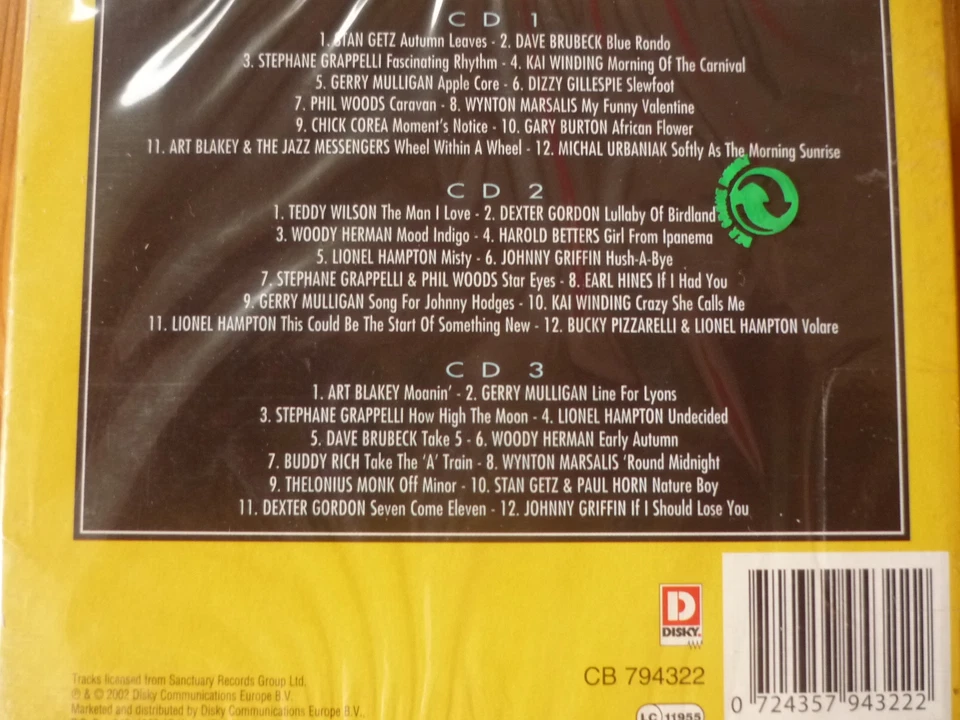 CD 1
1. STAN GETZ Autumn Leaves - 2. DAVE BRUBECK Blue Rondo
3. STEPHANE GRAPPELLI Fascinating Rhythm - 4. KAI WINDING Morning Of The Carnival
5. GERRY MULLIGAN Apple Core - 6. DIZZY GILLESPIE Slewfoot
7. PHIL WOODS Caravan - 8. WYNTON MARSALIS My Funny Valentine
9. CHICK COREA Moment's Notice - 10. GARY BURTON African Flower
11. ART BLAKEY & THE JAZZ MESSENGERS Wheel Within A Wheel - 12. MICHAL URBANIAK Softly As The Morning Sunrise
CD 2
1. TEDDY WILSON The Man I Love - 2. DEXTER GORDON Lullaby Of Birdland
3. WOODY HERMAN Mood Indigo - 4. HAROLD BETTERS Girl From Ipanema
5. LIONEL HAMPTON Misty - 6. JOHNNY GRIFFIN Hush-A-Bye
7. STEPHANE GRAPPELLI & PHIL WOODS Star Eyes - 8. EARL HINES If I Had You
9. GERRY MULLIGAN Song For Johnny Hodges - 10. KAI WINDING Crazy She Calls Me
11. LIONEL HAMPTON This Could Be The Start Of Something New - 12. BUCKY PIZZARELLI & LIONEL HAMPTON Volare
CD 3
1. ART BLAKEY Moanin' - 2. GERRY MULLIGAN Line For Lyons
3. STEPHANE GRAPPELLI How High The Moon - 4. LIONEL HAMPTON Undecided
5. DAVE BRUBECK Take 5 - 6. WOODY HERMAN Early Autumn
7. BUDDY RICH Take The 'A' Train - 8. WYNTON MARSALIS 'Round Midnight
9. THELONIUS MONK Off Minor - 10. STAN GETZ & PAUL HORN Nature Boy
11. DEXTER GORDON Seven Come Eleven - 12. JOHNNY GRIFFIN If I Should Lose You
D
DISKY.
CB 794322
Tracks licensed from Sanctuary Records Group Ltd.
℗ & © 2002 Disky Communications Europe B.V.
Marketed and distributed by Disky Communications Europe B.V.,
LC 11955
0 724357 943222